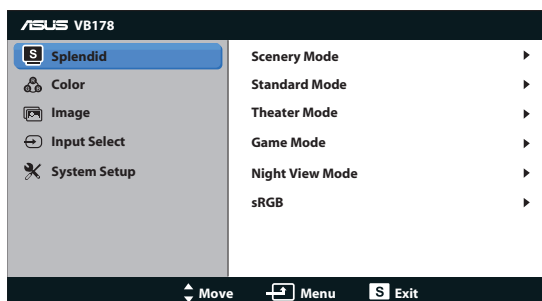 ASUS VB178
S Splendid
Color
Image
Input Select
System Setup
Scenery Mode
Standard Mode
Theater Mode
Game Mode
Night View Mode
sRGB
Move Menu S Exit